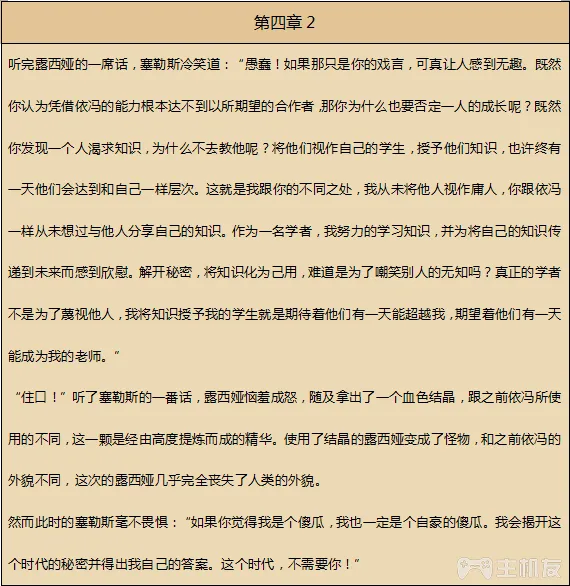 第四章 2
听完露西娅的一席话，塞勒斯冷笑道：“愚蠢！如果那只是你的戏言，可真让人感到无趣。既然
你认为凭借依冯的能力根本达不到以所期望的合作者，那你为什么也要否定一人的成长呢？既然
你发现一个人渴求知识，为什么不去教他呢？将他们视作自己的学生，授予他们知识，也许终有
一天他们会达到和自己一样层次。这就是我跟你的不同之处，我从未将他人视作庸人，你跟依冯
一样从未想过与他人分享自己的知识。作为一名学者，我努力的学习知识，并为将自己的知识传
递到未来而感到欣慰。解开秘密，将知识化为己用，难道是为了嘲笑别人的无知吗？真正的学者
不是为了蔑视他人，我将知识授予我的学生就是期待着他们有一天能超越我，期望着他们有一天
能成为我的老师。”
“住口！”听了塞勒斯的一番话，露西娅恼羞成怒，随及拿出了一个血色结晶，跟之前依冯所使
用的不同，这一颗是经由高度提炼而成的精华。使用了结晶的露西娅变成了怪物，和之前依冯的
外貌不同，这次的露西娅几乎完全丧失了人类的外貌。
然而此时的塞勒斯毫不畏惧：“如果你觉得我是个傻瓜，我也一定是个自豪的傻瓜。我会揭开这
个时代的秘密并得出我自己的答案。这个时代，不需要你！”
主机友